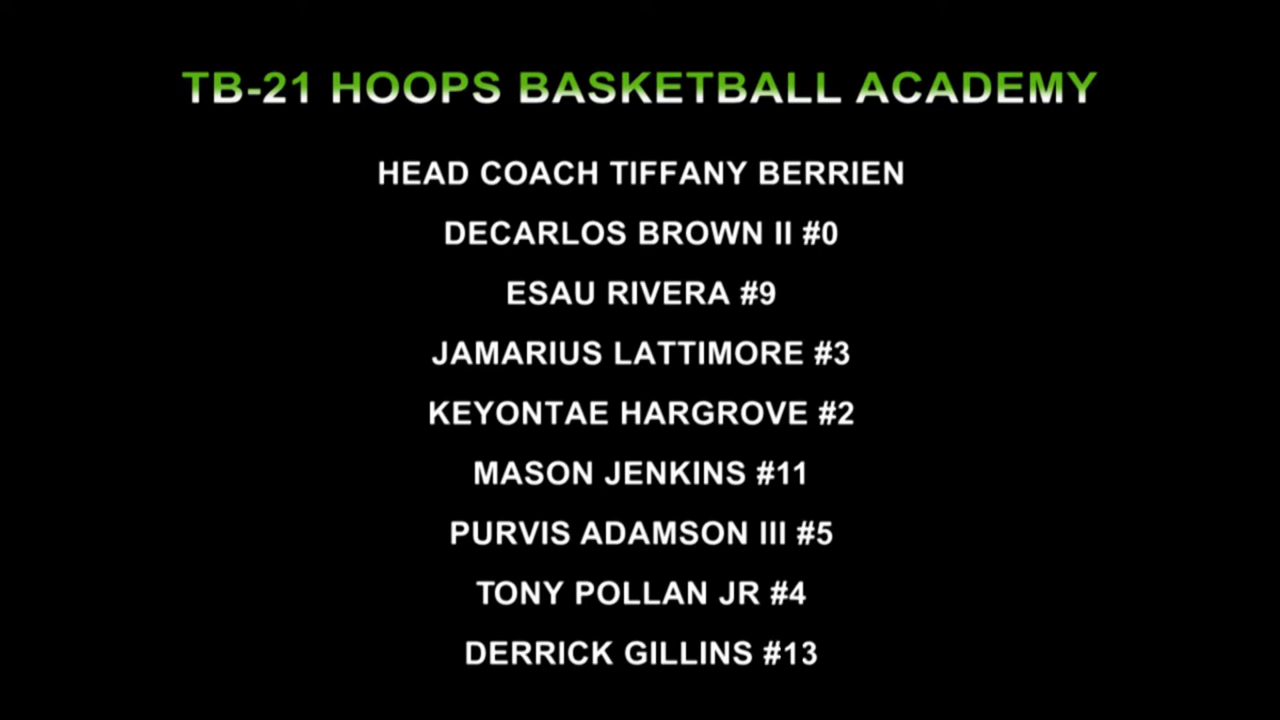 TB-21 HOOPS BASKETBALL ACADEMY
HEAD COACH TIFFANY BERRIEN
DECARLOS BROWN II #0
ESAU RIVERA #9
JAMARIUS LATTIMORE #3
KEYONTAE HARGROVE #2
MASON JENKINS #11
PURVIS ADAMSON III #5
TONY POLLAN JR #4
DERRICK GILLINS #13